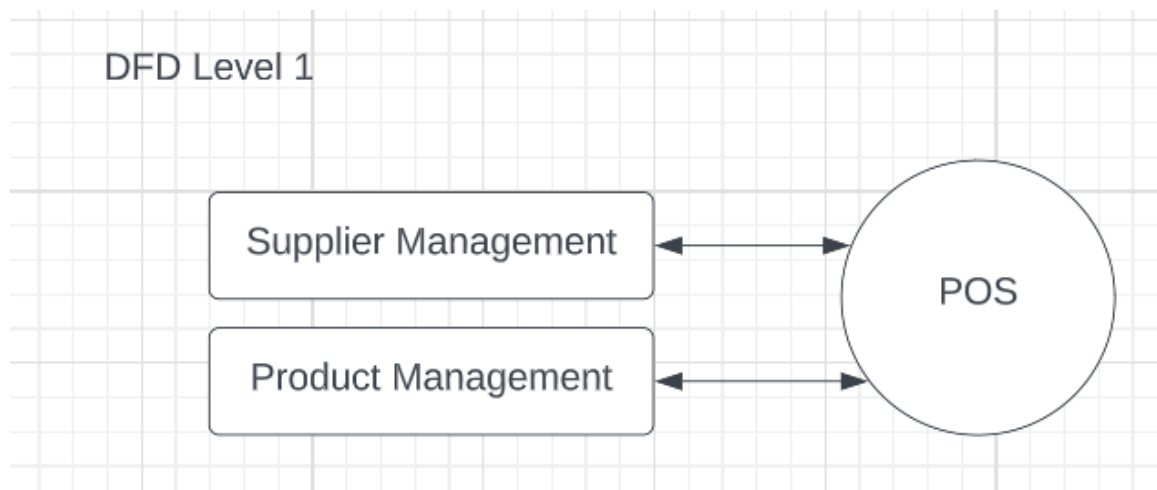 DFD Level 1
Supplier Management
POS
Product Management